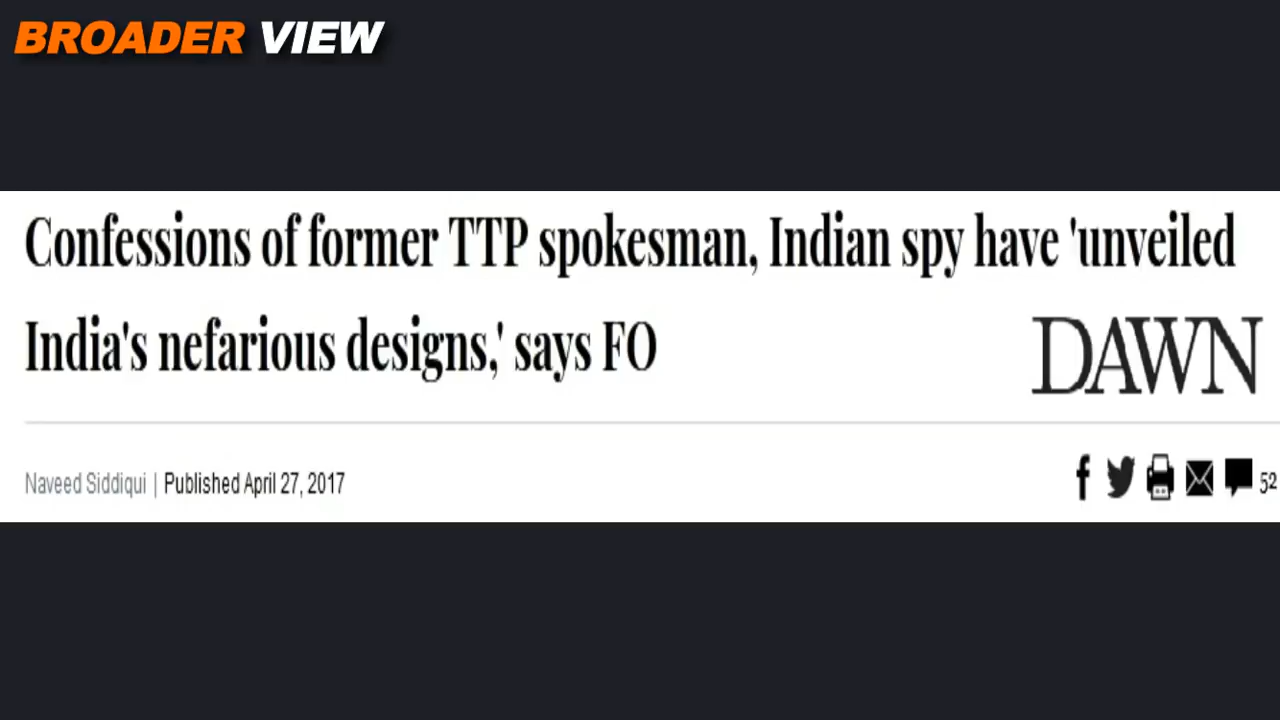 BROADER VIEW
Confessions of former TTP spokesman, Indian spy have 'unveiled
India's nefarious designs,' says FO
DAWN
Naveed Siddiqui | Published April 27, 2017
52